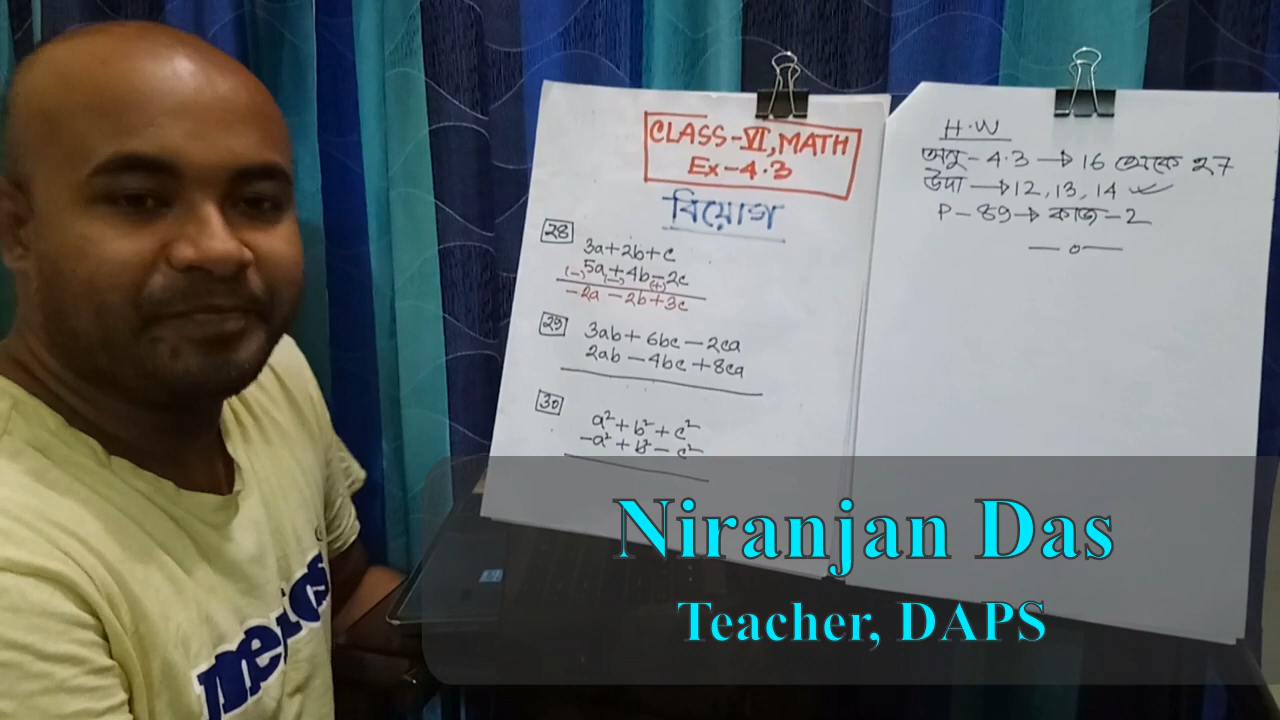 CLASS-VI, MATH
Ex-4.3
বিয়োগ
28
3a+2b+c
5a+4b-2c
(-) (-) (+)
-2a-2b+3c
29
3ab+6bc-2ca
2ab-4bc+8ca
30
a²+b²+c²
-a²+b²-c²
H.W
অনু-4.3 → 16 থেকে 27
উদা → 12, 13, 14 ✓
P-89 → কাজ-2
—o—
Niranjan Das
Teacher, DAPS